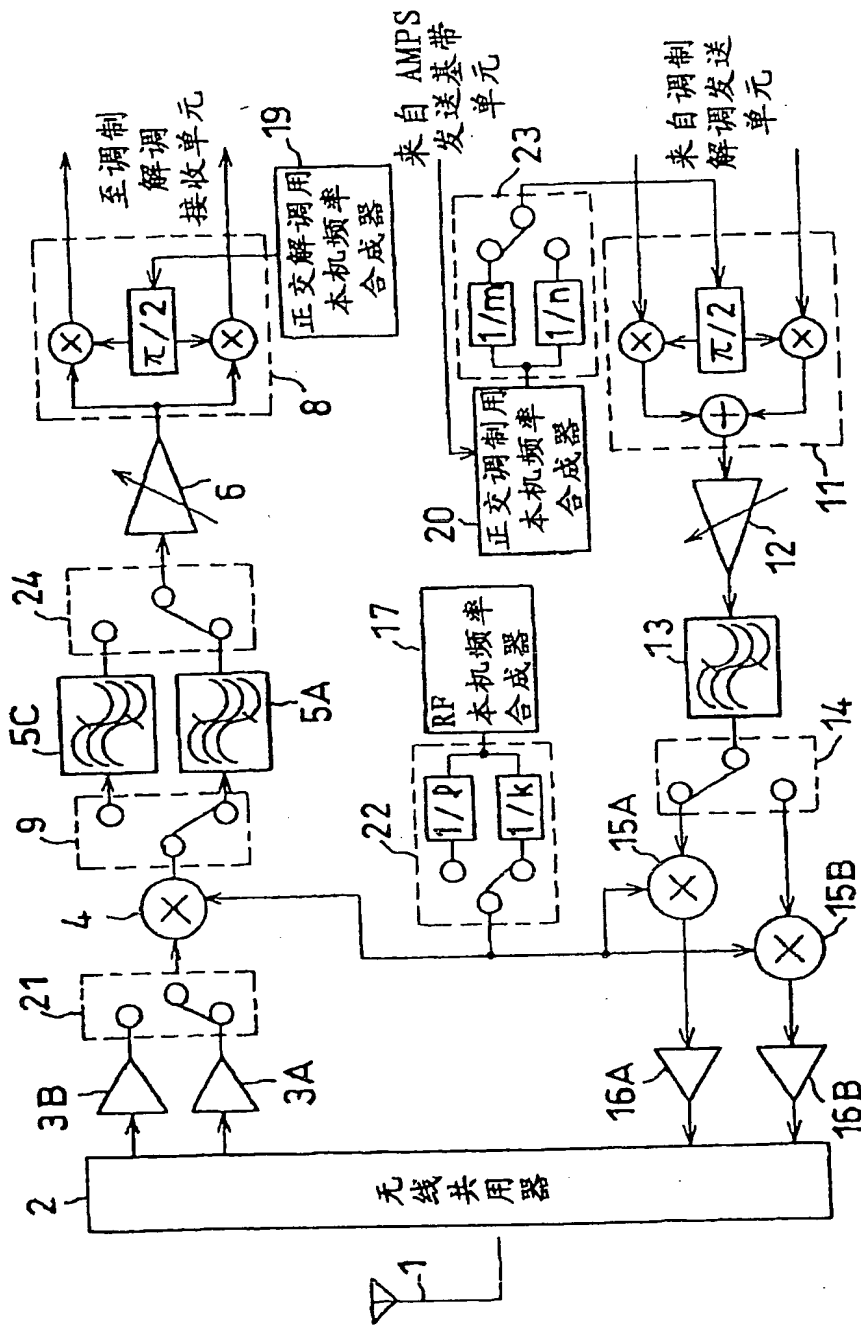 至调制
解调
接收单元
19
正交解调用
本机频率
合成器
π/2
8
6
24
5C
5A
9
4
21
3B
3A
2
无线共用器
1
22
1/ℓ
1/k
17
RF
本机频率
合成器
来自 AMPS
发送基带
单元
23
1/m
1/n
20
正交调制用
本机频率
合成器
来自调制
解调发送
单元
π/2
11
12
13
14
15A
15B
16A
16B